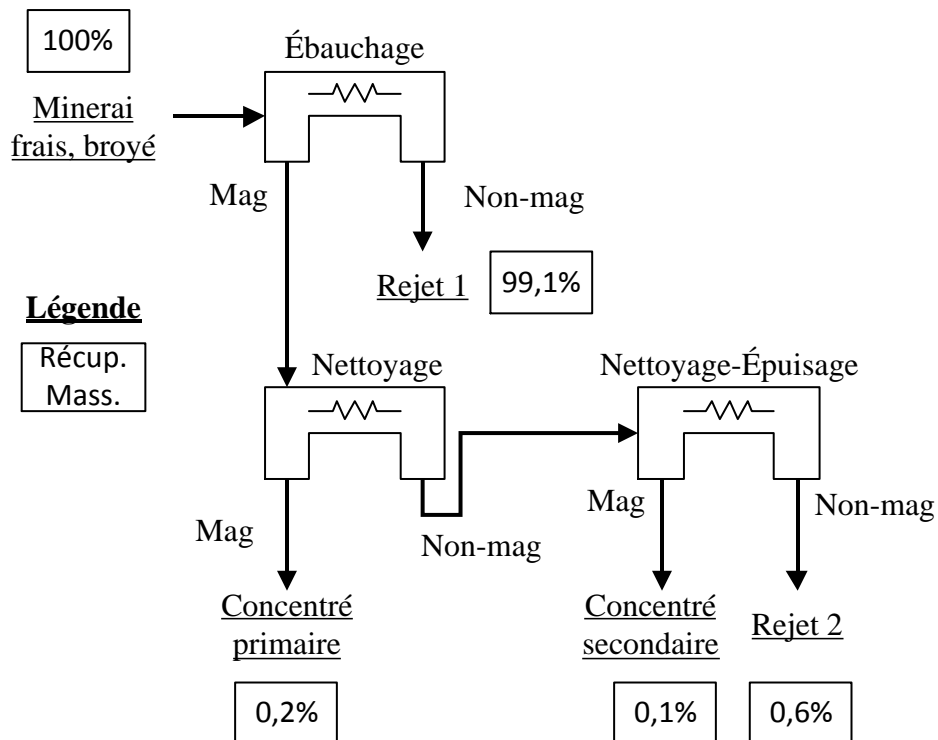 100%
Ébauchage
Minerai
frais, broyé
Mag
Non-mag
Rejet 1
99,1%
Légende
Récup.
Mass.
Nettoyage
Nettoyage-Épuisage
Mag
Non-mag
Mag
Non-mag
Concentré
primaire
Concentré
secondaire
Rejet 2
0,2%
0,1%
0,6%